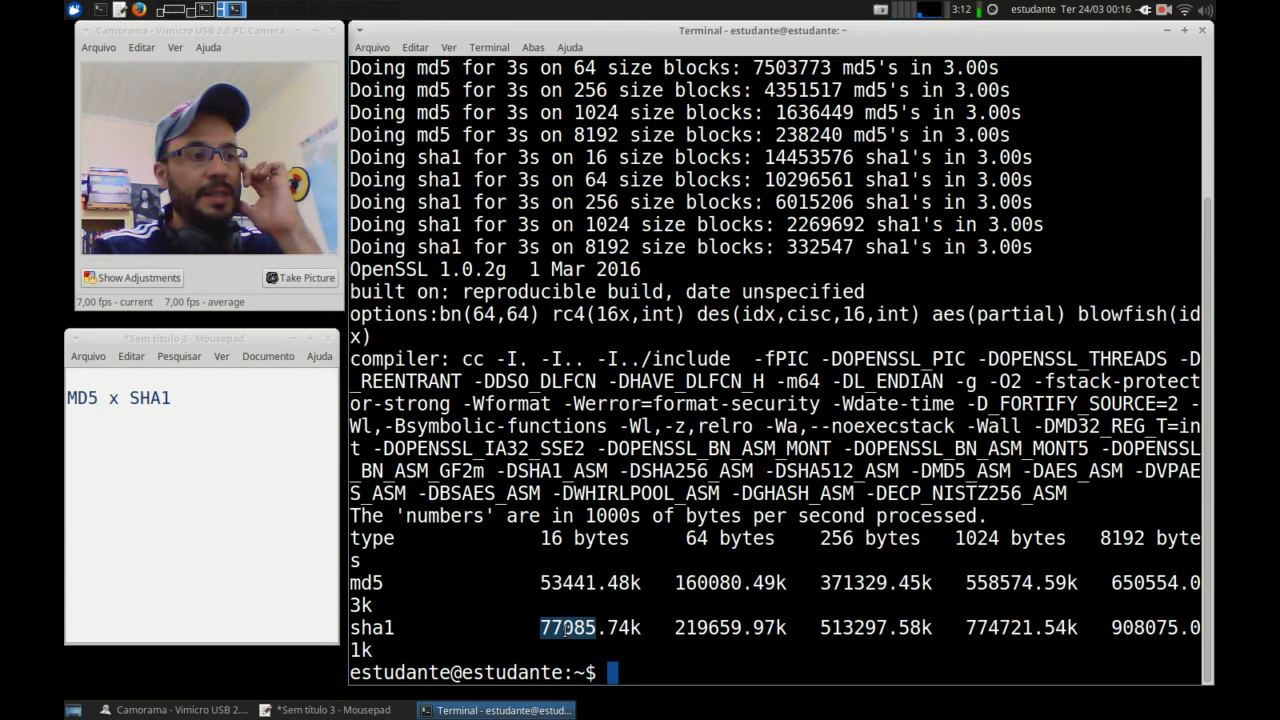 3:12 estudante Ter 24/03 00:16
Camorama - Vimicro USB 2.0 PC Camera
Arquivo Editar Ver Ajuda
Show Adjustments Take Picture
7,00 fps - current 7,00 fps - average
*Sem título 3 - Mousepad
Arquivo Editar Pesquisar Ver Documento Ajuda
MD5 x SHA1
Terminal - estudante@estudante: ~
Arquivo Editar Ver Terminal Abas Ajuda
Doing md5 for 3s on 64 size blocks: 7503773 md5's in 3.00s
Doing md5 for 3s on 256 size blocks: 4351517 md5's in 3.00s
Doing md5 for 3s on 1024 size blocks: 1636449 md5's in 3.00s
Doing md5 for 3s on 8192 size blocks: 238240 md5's in 3.00s
Doing sha1 for 3s on 16 size blocks: 14453576 sha1's in 3.00s
Doing sha1 for 3s on 64 size blocks: 10296561 sha1's in 3.00s
Doing sha1 for 3s on 256 size blocks: 6015206 sha1's in 3.00s
Doing sha1 for 3s on 1024 size blocks: 2269692 sha1's in 3.00s
Doing sha1 for 3s on 8192 size blocks: 332547 sha1's in 3.00s
OpenSSL 1.0.2g  1 Mar 2016
built on: reproducible build, date unspecified
options:bn(64,64) rc4(16x,int) des(idx,cisc,16,int) aes(partial) blowfish(id
x)
compiler: cc -I. -I.. -I../include  -fPIC -DOPENSSL_PIC -DOPENSSL_THREADS -D
_REENTRANT -DDSO_DLFCN -DHAVE_DLFCN_H -m64 -DL_ENDIAN -g -O2 -fstack-protect
or-strong -Wformat -Werror=format-security -Wdate-time -D_FORTIFY_SOURCE=2 -
Wl,-Bsymbolic-functions -Wl,-z,relro -Wa,--noexecstack -Wall -DMD32_REG_T=in
t -DOPENSSL_IA32_SSE2 -DOPENSSL_BN_ASM_MONT -DOPENSSL_BN_ASM_MONT5 -DOPENSSL
_BN_ASM_GF2m -DSHA1_ASM -DSHA256_ASM -DSHA512_ASM -DMD5_ASM -DAES_ASM -DVPAE
S_ASM -DBSAES_ASM -DWHIRLPOOL_ASM -DGHASH_ASM -DECP_NISTZ256_ASM
The 'numbers' are in 1000s of bytes per second processed.
type 16 bytes 64 bytes 256 bytes 1024 bytes 8192 byte
s
md5 53441.48k 160080.49k 371329.45k 558574.59k 650554.0
3k
sha1 77085.74k 219659.97k 513297.58k 774721.54k 908075.0
1k
estudante@estudante:~$
Camorama - Vimicro USB 2.... *Sem título 3 - Mousepad Terminal - estudante@estud...